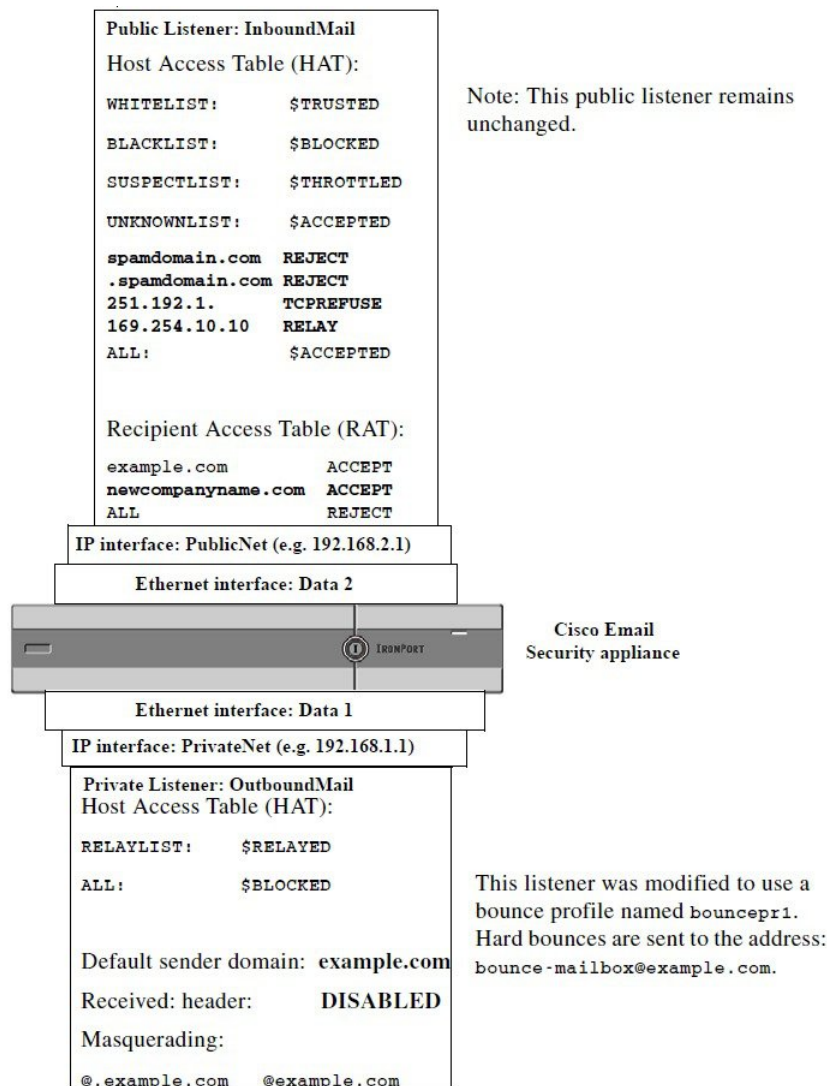 Public Listener: InboundMail
Host Access Table (HAT):
WHITELIST: $TRUSTED
BLACKLIST: $BLOCKED
SUSPECTLIST: $THROTTLED
UNKNOWNLIST: $ACCEPTED
spamdomain.com REJECT
.spamdomain.com REJECT
251.192.1. TCPREFUSE
169.254.10.10 RELAY
ALL: $ACCEPTED
Note: This public listener remains
unchanged.
Recipient Access Table (RAT):
example.com ACCEPT
newcompanyname.com ACCEPT
ALL REJECT
IP interface: PublicNet (e.g. 192.168.2.1)
Ethernet interface: Data 2
IRONPORT
Cisco Email
Security appliance
Ethernet interface: Data 1
IP interface: PrivateNet (e.g. 192.168.1.1)
Private Listener: OutboundMail
Host Access Table (HAT):
RELAYLIST: $RELAYED
ALL: $BLOCKED
This listener was modified to use a
bounce profile named bouncepr1.
Hard bounces are sent to the address:
bounce-mailbox@example.com.
Default sender domain: example.com
Received: header: DISABLED
Masquerading:
@.example.com @example.com